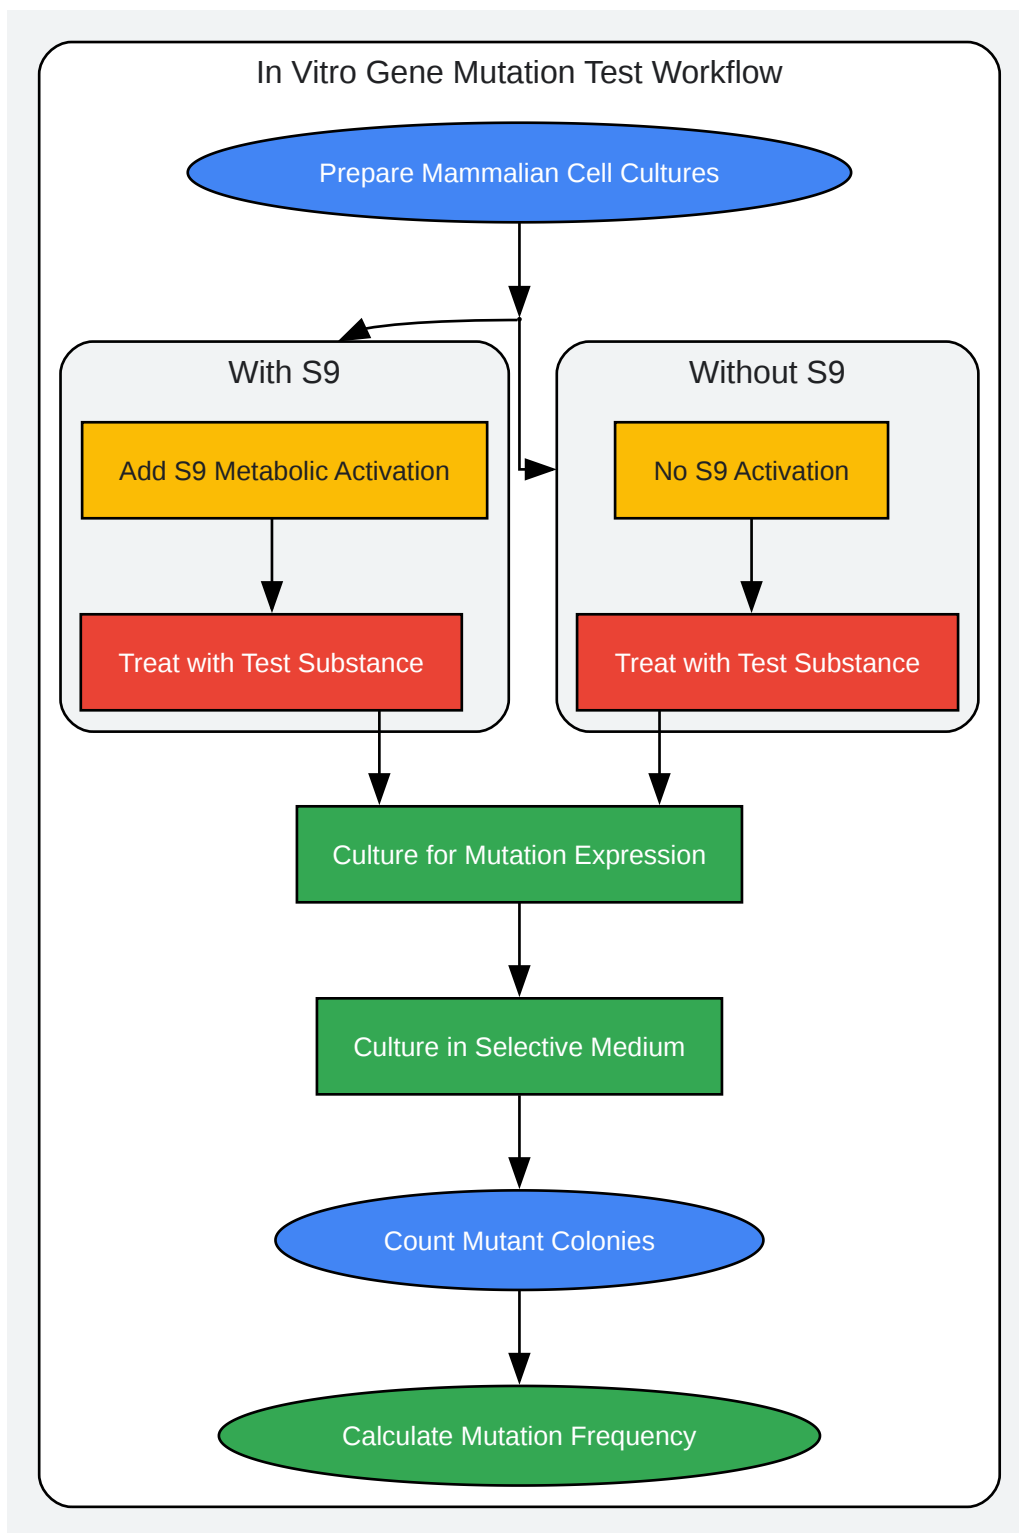 In Vitro Gene Mutation Test Workflow
Prepare Mammalian Cell Cultures
With S9
Add S9 Metabolic Activation
Treat with Test Substance
Without S9
No S9 Activation
Treat with Test Substance
Culture for Mutation Expression
Culture in Selective Medium
Count Mutant Colonies
Calculate Mutation Frequency